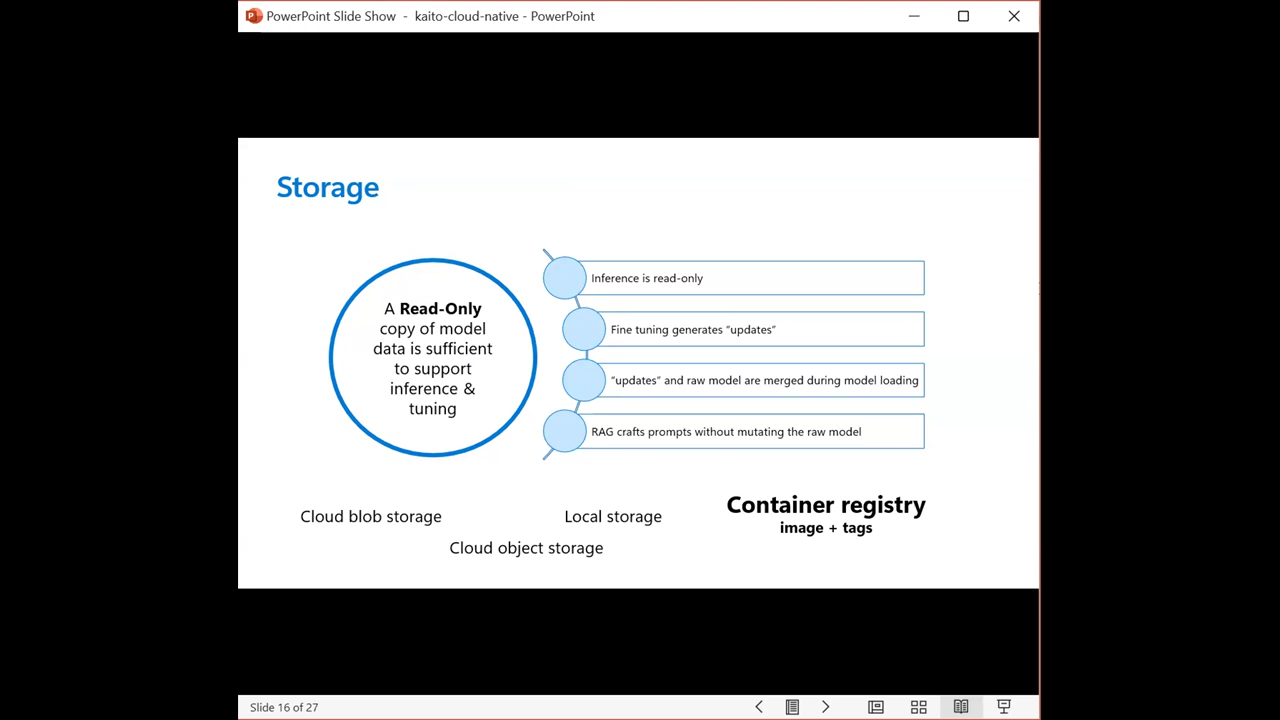 PowerPoint Slide Show - kaito-cloud-native - PowerPoint
Storage
A Read-Only
copy of model
data is sufficient
to support
inference &
tuning
Inference is read-only
Fine tuning generates “updates”
“updates” and raw model are merged during model loading
RAG crafts prompts without mutating the raw model
Cloud blob storage
Local storage
Cloud object storage
Container registry
image + tags
Slide 16 of 27